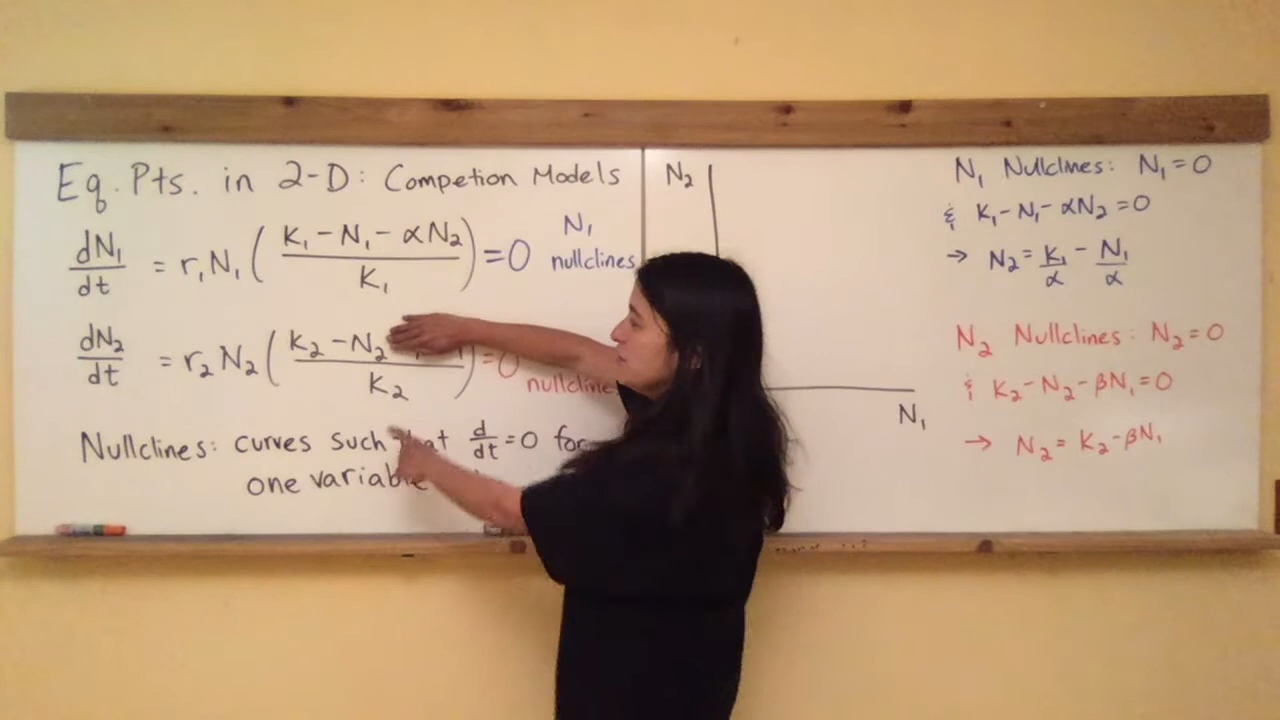 Eq. Pts. in 2-D: Competion Models
dN₁/dt = r₁N₁ ( (K₁ - N₁ - αN₂) / K₁ ) = 0 N₁ nullclines
dN₂/dt = r₂N₂ ( (K₂ - N₂ / K₂ ) = 0 nullcline
Nullclines: curves such that d/dt = 0 for
one variable
N₂
N₁
N₁ Nullclines: N₁ = 0
& K₁ - N₁ - αN₂ = 0
→ N₂ = K₁/α - N₁/α
N₂ Nullclines: N₂ = 0
& K₂ - N₂ - βN₁ = 0
→ N₂ = K₂ - βN₁